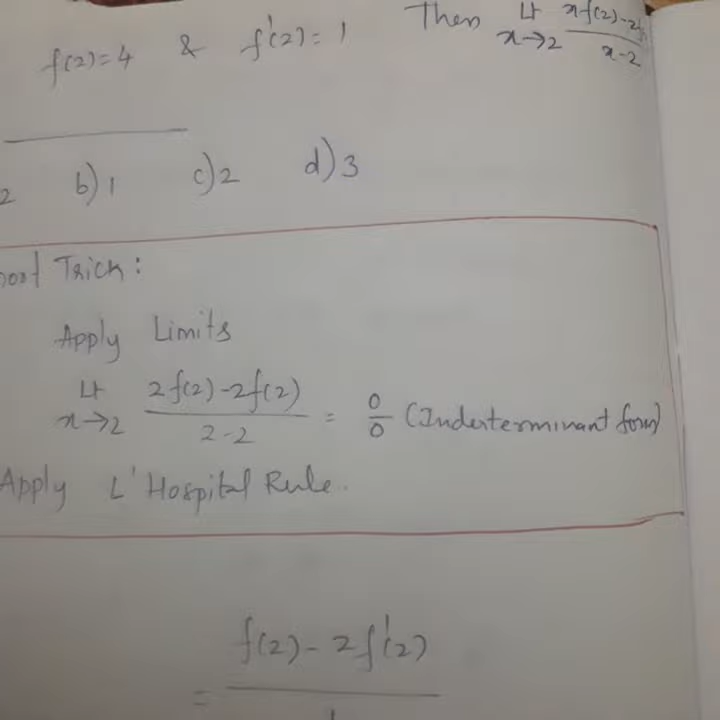 f(2)=4 & f'(2)=1 Then Lt x→2 xf(2)-2f / x-2
2 b) 1 c) 2 d) 3
Trick:
Apply Limits
Lt x→2 2f(2)-2f(2) / 2-2 = 0/0 (Indeterminant form)
Apply L'Hospital Rule.
= f(2)-2f'(2) /